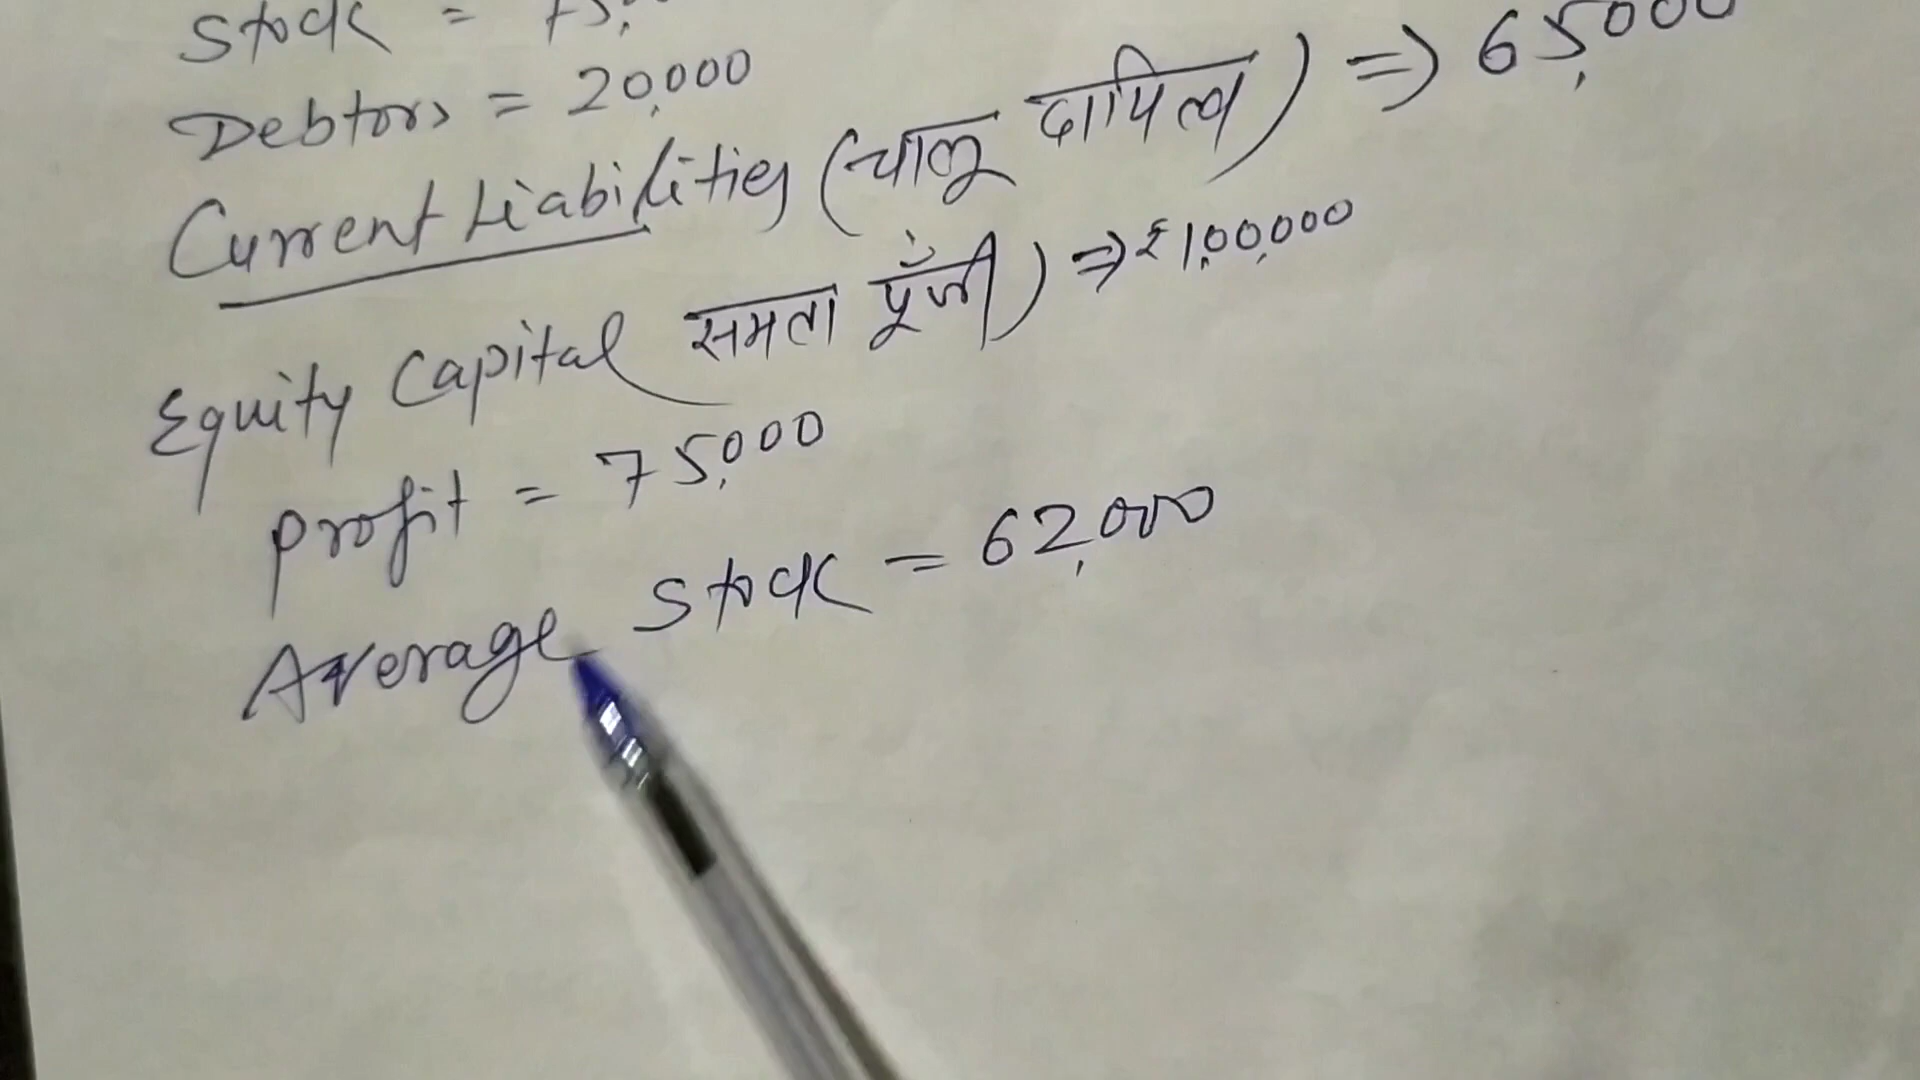 Stock =
Debtors = 20,000
Current Liabilities (चालू दायित्व) => 65,000
Equity Capital समता पूँजी) => ₹1,00,000
Profit = 75,000
Average Stock = 62,000